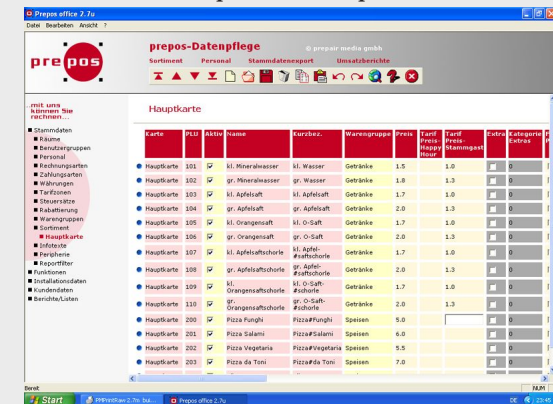 Prepos office 2.7u
Datei Bearbeiten Ansicht ?
prepos
prepos-Datenpflege
© prepair media gmbh
Sortiment Personal Stammdatenexport Umsatzberichte
...mit uns
können Sie
rechnen...
Stammdaten
Räume
Benutzergruppen
Personal
Rechnungsarten
Zahlungsarten
Währungen
Tarifzonen
Steuersätze
Rabattierung
Warengruppen
Sortiment
Hauptkarte
Infotexte
Peripherie
Reportfilter
Funktionen
Installationsdaten
Kundendaten
Berichte/Listen
Hauptkarte
Karte PLU Aktiv Name Kurzbez. Warengruppe Preis Tarif Preis- Happy Hour Tarif Preis- Stammgast Extra Kategorie Extras
Hauptkarte 101 kl. Mineralwasser kl. Wasser Getränke 1.5 1.0 0
Hauptkarte 102 gr. Mineralwasser gr. Wasser Getränke 1.8 1.3 0
Hauptkarte 103 kl. Apfelsaft kl. Apfelsaft Getränke 1.7 1.0 0
Hauptkarte 104 gr. Apfelsaft gr. Apfelsaft Getränke 2.0 1.3 0
Hauptkarte 105 kl. Orangensaft kl. O-Saft Getränke 1.7 1.0 0
Hauptkarte 106 gr. Orangensaft gr. O-Saft Getränke 2.0 1.3 0
Hauptkarte 107 kl. Apfelsaftschorle kl. Apfel-#saftschorle Getränke 1.7 1.0 0
Hauptkarte 108 gr. Apfelsaftschorle gr. Apfel-#saftschorle Getränke 2.0 1.3 0
Hauptkarte 109 kl. Orangensaftschorle kl. O-Saft-#schorle Getränke 1.7 1.0 0
Hauptkarte 110 gr. Orangensaftschorle gr. O-Saft-#schorle Getränke 2.0 1.3 0
Hauptkarte 200 Pizza Funghi Pizza#Funghi Speisen 5.0 0
Hauptkarte 201 Pizza Salami Pizza#Salami Speisen 6.0 0
Hauptkarte 202 Pizza Vegetaria Pizza#Vegetaria Speisen 5.5 0
Hauptkarte 203 Pizza da Toni Pizza#da Toni Speisen 7.0 0
Bereit NUM
Start PMPrintRaw 2.7m bui... Prepos office 2.7u DE 23:45